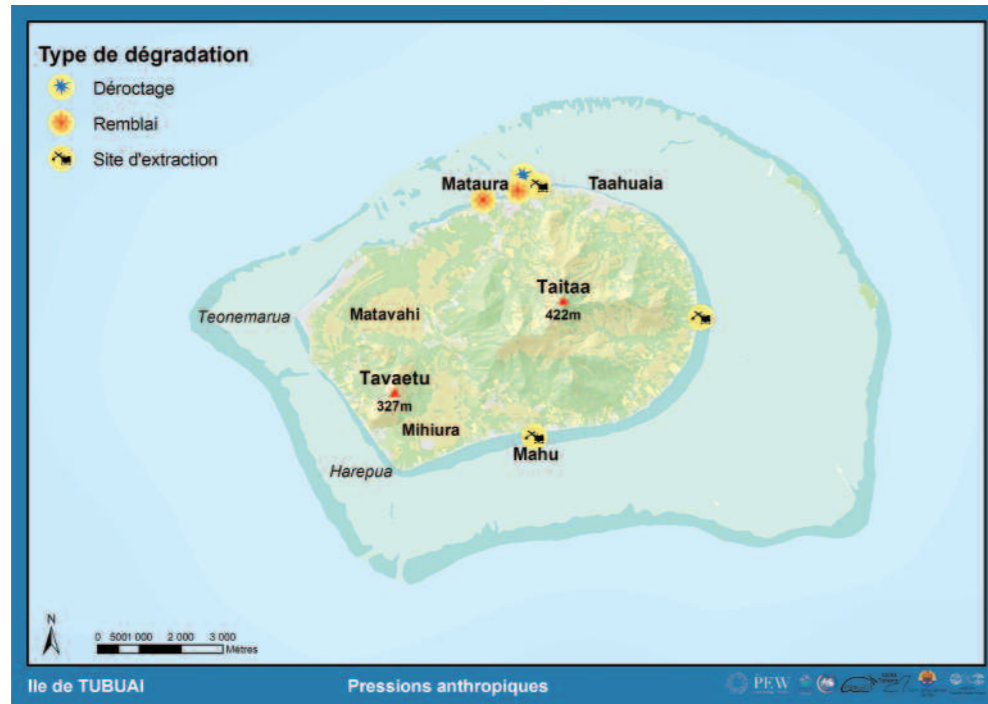 Type de dégradation
Déroctage
Remblai
Site d'extraction
Mataura
Taahuaia
Taitaa
422m
Teonemarua
Matavahi
Tavaetu
327m
Mihiura
Mahu
Harepua
N
0 5001 000 2 000 3 000
Mètres
Ile de TUBUAI
Pressions anthropiques
PEW